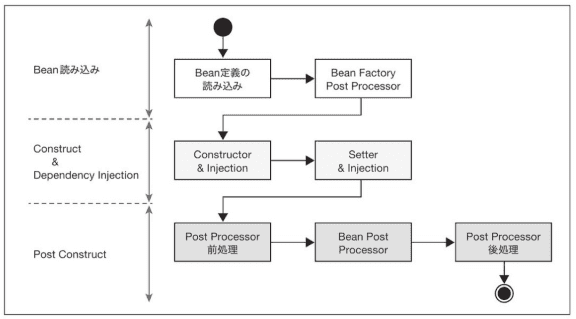 Bean読み込み
Bean定義の
読み込み
Bean Factory
Post Processor
Construct
&
Dependency Injection
Constructor
& Injection
Setter
& Injection
Post Construct
Post Processor
前処理
Bean Post
Processor
Post Processor
後処理